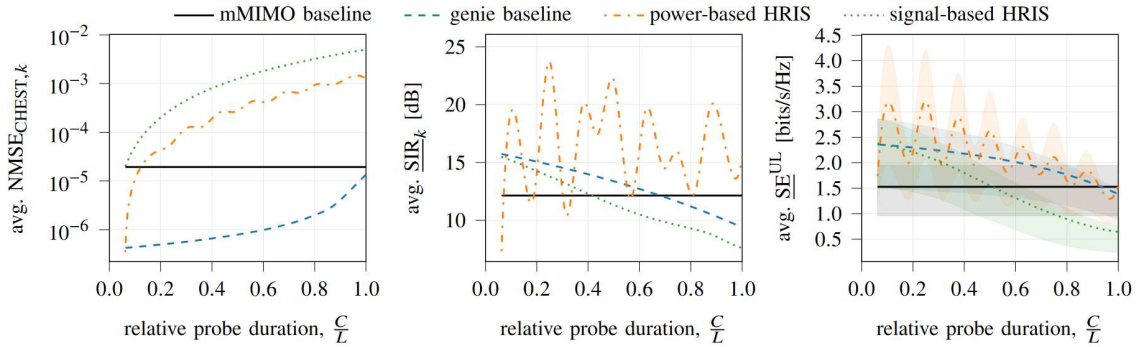 mMIMO baseline genie baseline power-based HRIS signal-based HRIS
avg. NMSE_CHEST,k
10^−2
10^−3
10^−4
10^−5
10^−6
0.0 0.2 0.4 0.6 0.8 1.0
relative probe duration, C/L
avg. SIR_k [dB]
25
20
15
10
0.0 0.2 0.4 0.6 0.8 1.0
relative probe duration, C/L
avg. SE^UL [bits/s/Hz]
4.5
4.0
3.5
3.0
2.5
2.0
1.5
1.0
0.5
0.0 0.2 0.4 0.6 0.8 1.0
relative probe duration, C/L